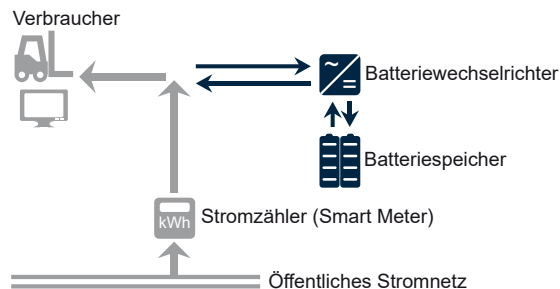 Verbraucher
Batteriewechselrichter
Batteriespeicher
kWh
Stromzähler (Smart Meter)
Öffentliches Stromnetz